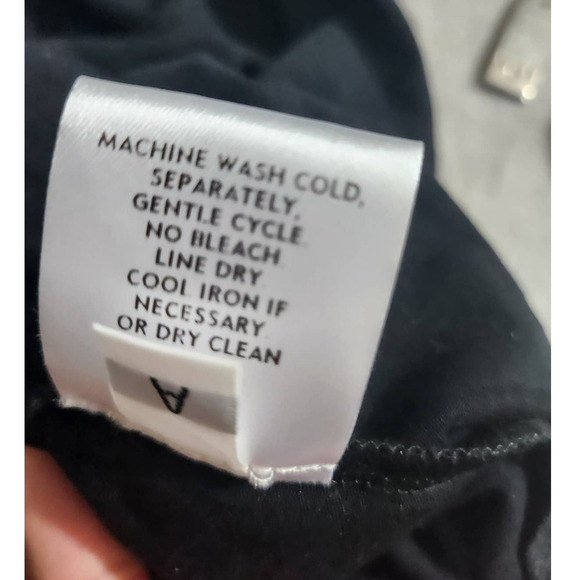 MACHINE WASH COLD,
SEPARATELY,
GENTLE CYCLE.
NO BLEACH.
LINE DRY.
COOL IRON IF
NECESSARY.
OR DRY CLEAN
A